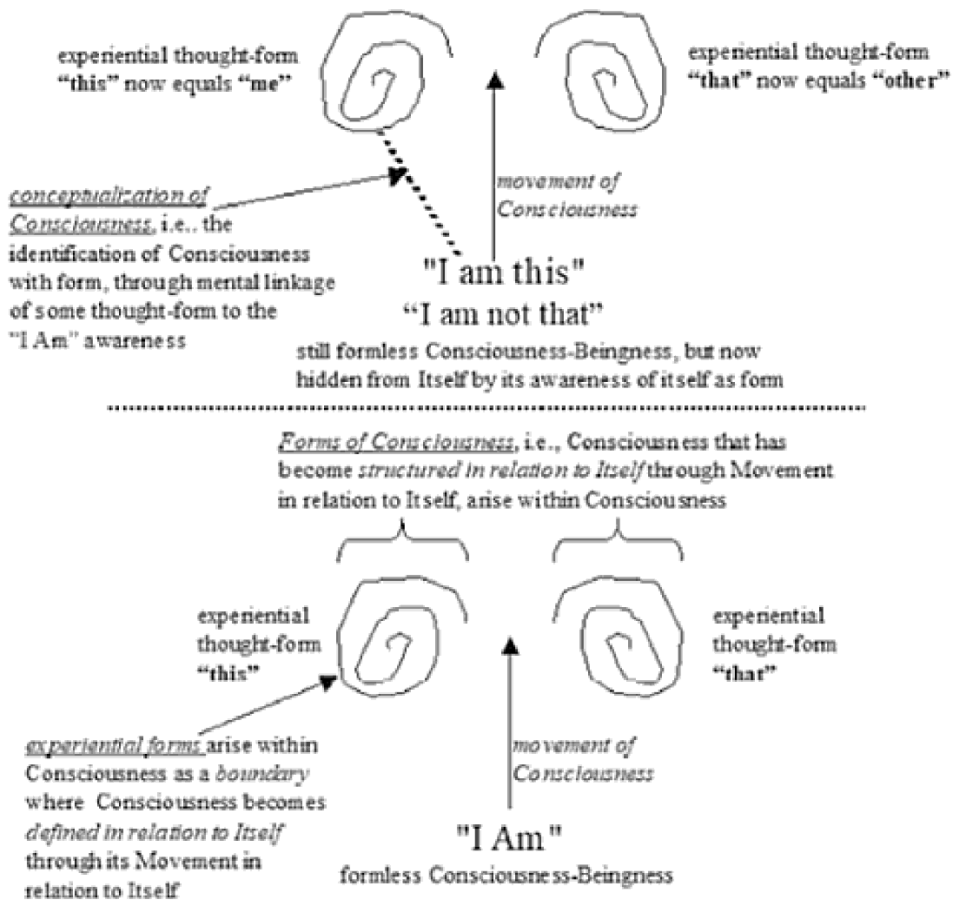 experiential thought-form
“this” now equals “me”
experiential thought-form
“that” now equals “other”
conceptualization of
Consciousness, i.e.. the
identification of Consciousness
with form, through mental linkage
of some thought-form to the
“I Am” awareness
movement of
Consciousness
"I am this"
“I am not that”
still formless Consciousness-Beingness, but now
hidden from Itself by its awareness of itself as form
Forms of Consciousness, i.e., Consciousness that has
become structured in relation to Itself through Movement
in relation to Itself, arise within Consciousness
experiential
thought-form
“this”
experiential
thought-form
“that”
experiential forms arise within
Consciousness as a boundary
where Consciousness becomes
defined in relation to Itself
through its Movement in
relation to Itself
movement of
Consciousness
"I Am"
formless Consciousness-Beingness